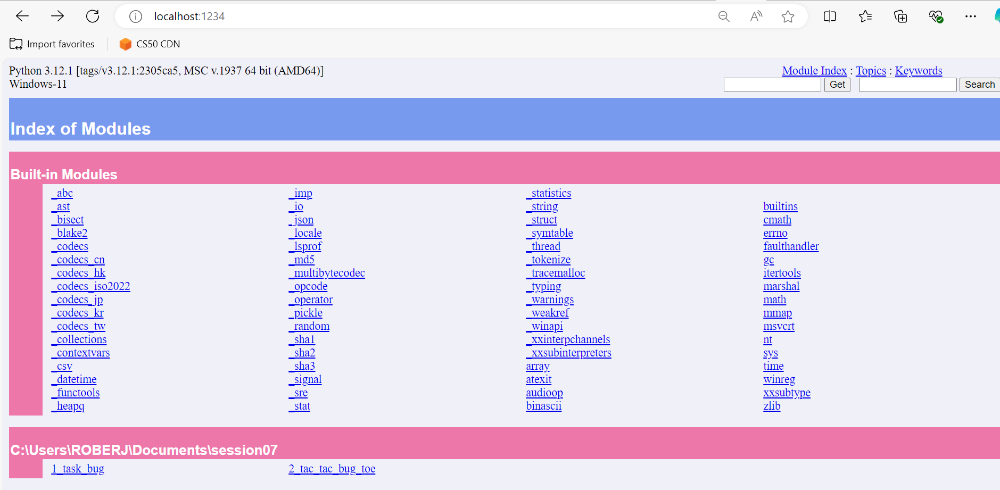 localhost:1234
Import favorites
CS50 CDN
Python 3.12.1 [tags/v3.12.1:2305ca5, MSC v.1937 64 bit (AMD64)]
Windows-11
Module Index : Topics : Keywords
Get Search
Index of Modules
Built-in Modules
_abc
_ast
_bisect
_blake2
_codecs
_codecs_cn
_codecs_hk
_codecs_iso2022
_codecs_jp
_codecs_kr
_codecs_tw
_collections
_contextvars
_csv
_datetime
_functools
_heapq
_imp
_io
_json
_locale
_lsprof
_md5
_multibytecodec
_opcode
_operator
_pickle
_random
_sha1
_sha2
_sha3
_signal
_sre
_stat
_statistics
_string
_struct
_symtable
_thread
_tokenize
_tracemalloc
_typing
_warnings
_weakref
_winapi
_xxinterpchannels
_xxsubinterpreters
array
atexit
audioop
binascii
builtins
cmath
errno
faulthandler
gc
itertools
marshal
math
mmap
msvcrt
nt
sys
time
winreg
xxsubtype
zlib
C:\Users\ROBERJ\Documents\session07
1_task_bug
2_tac_tac_bug_toe